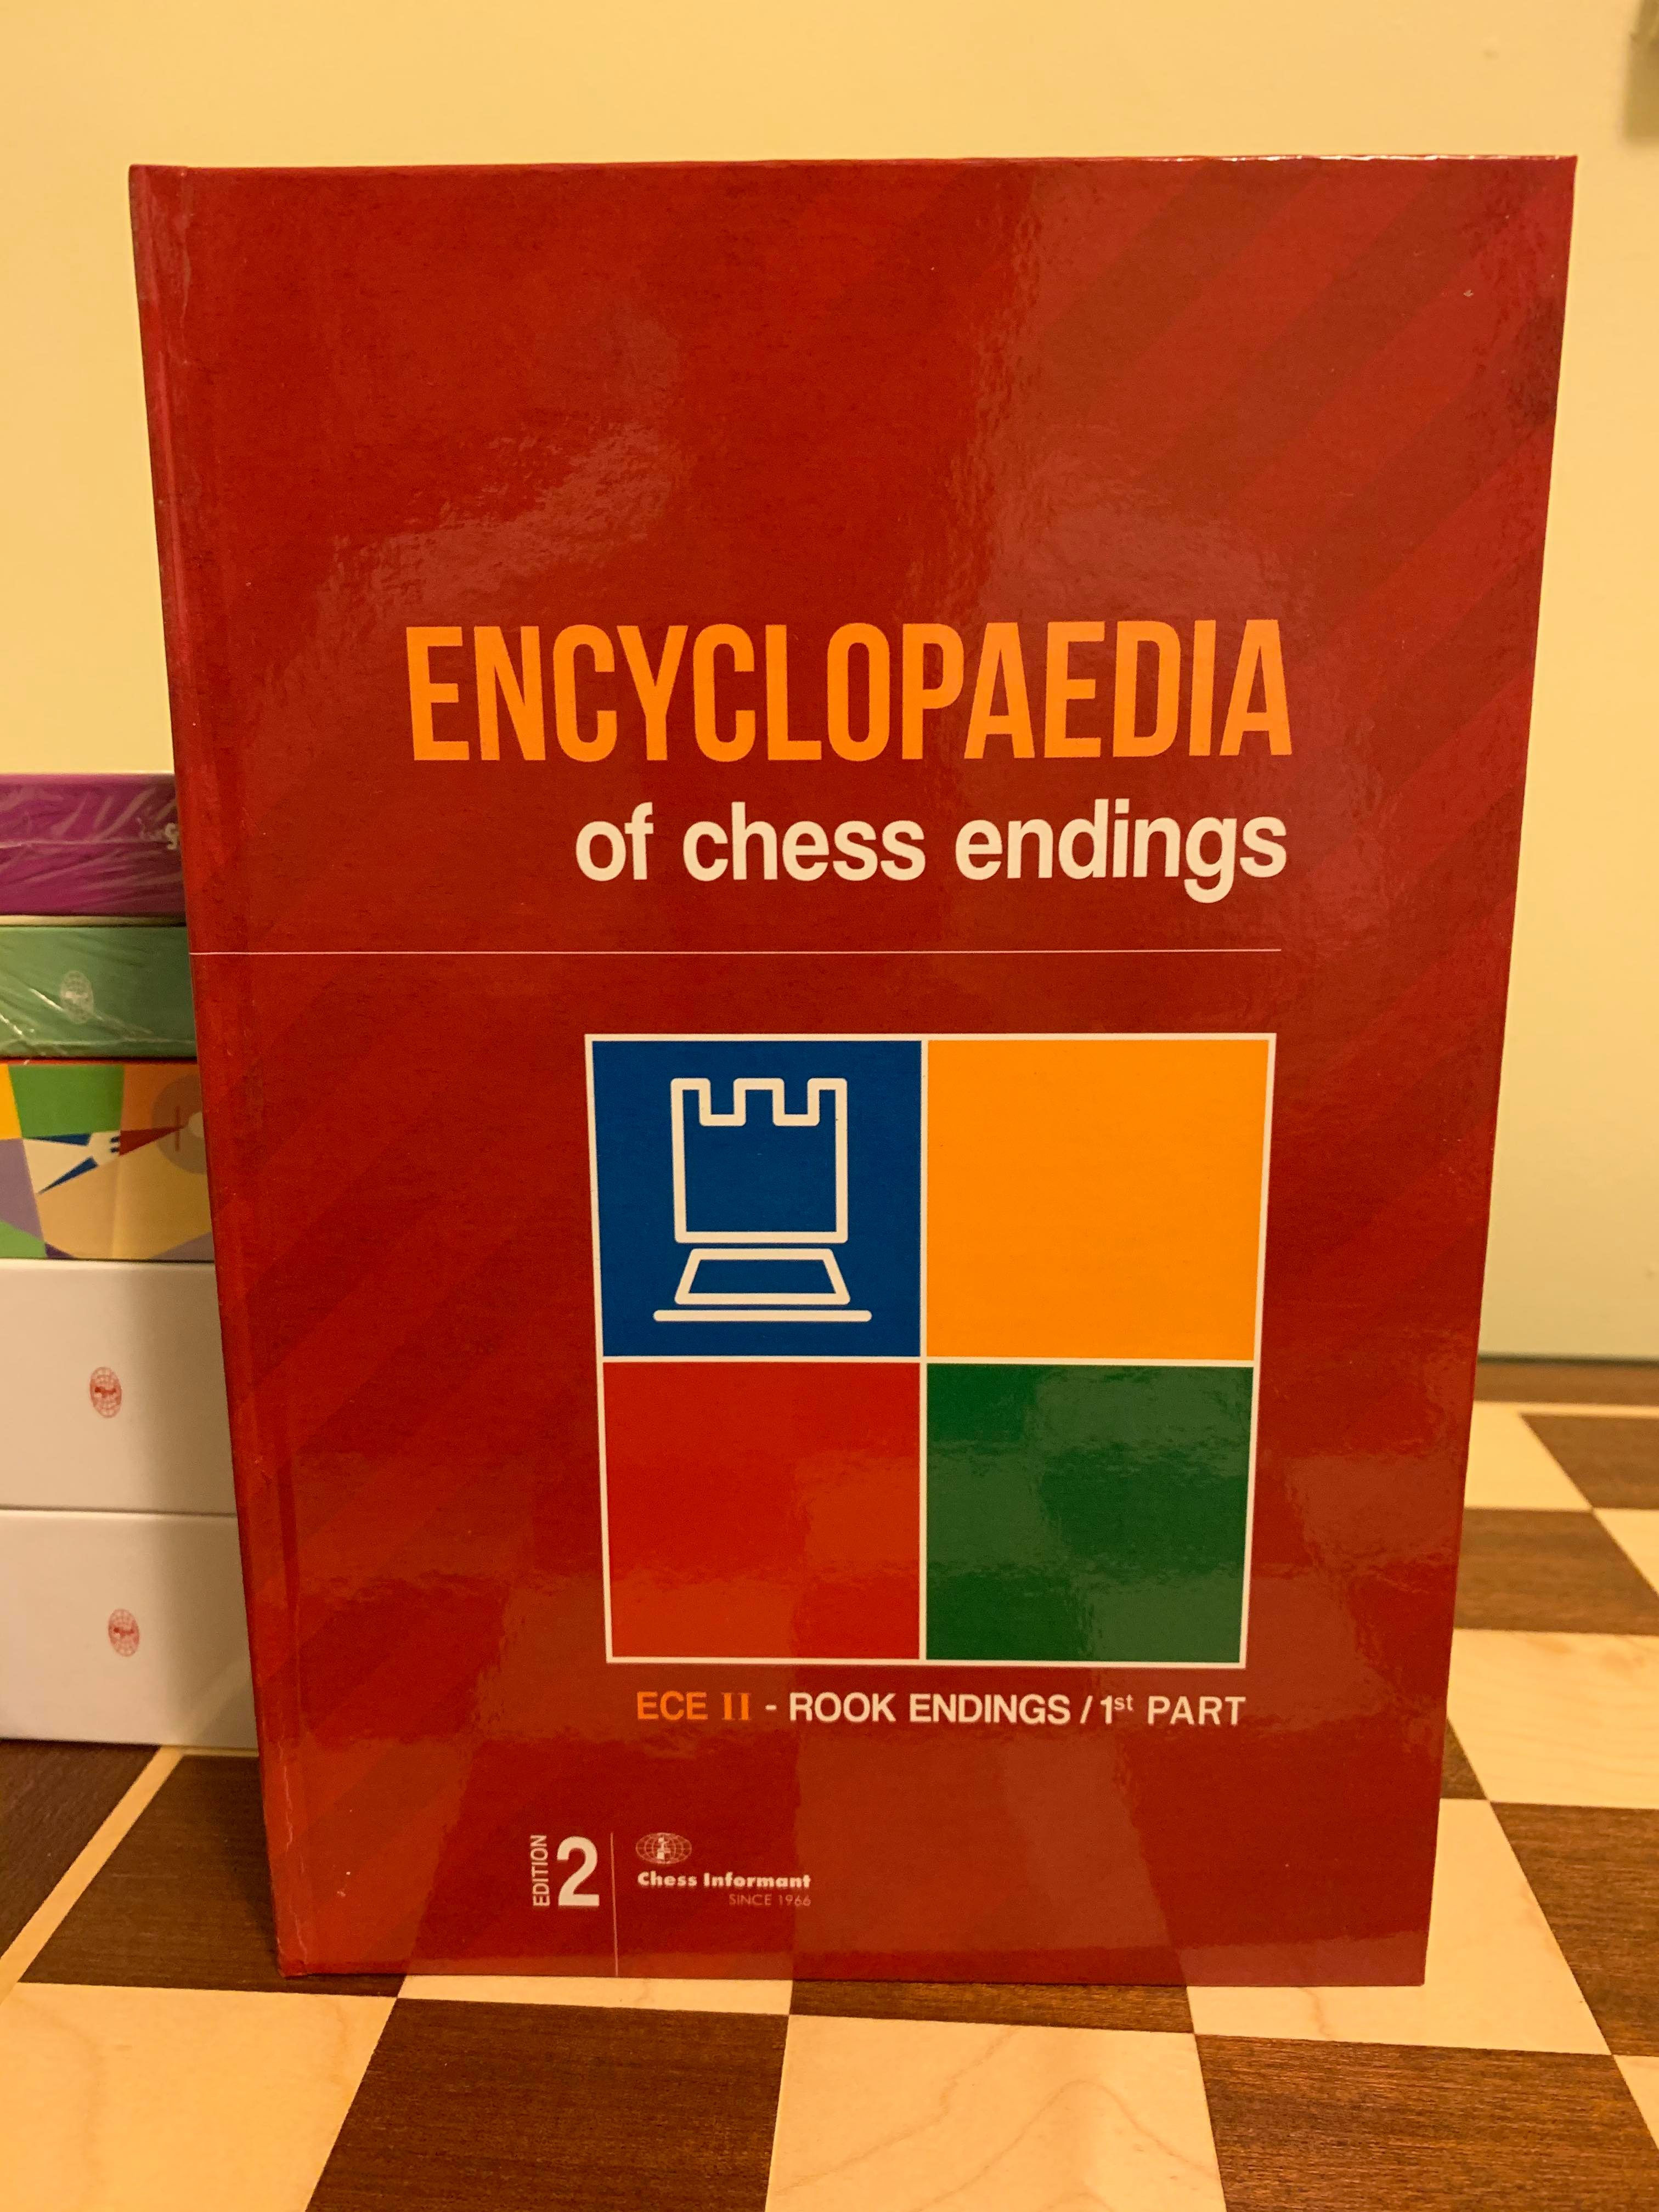 ENCYCLOPAEDIA
of chess endings
ECE II - ROOK ENDINGS / 1st PART
EDITION 2
Chess Informant
SINCE 1966